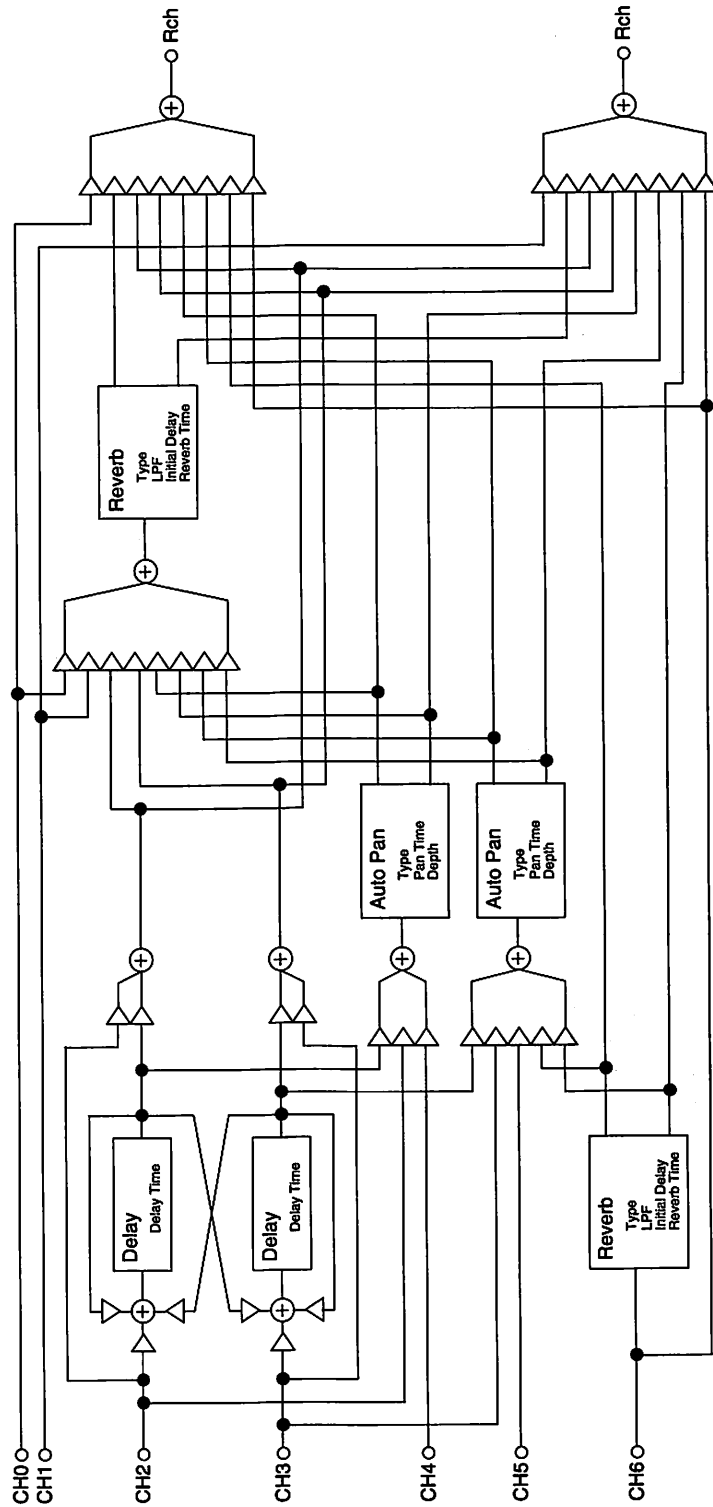 CH0
CH1
CH2
CH3
CH4
CH5
CH6
Delay
Delay Time
Delay
Delay Time
Auto Pan
Type
Pan Time
Depth
Auto Pan
Type
Pan Time
Depth
Reverb
Type
LPF
Initial Delay
Reverb Time
Reverb
Type
LPF
Initial Delay
Reverb Time
Rch
Rch